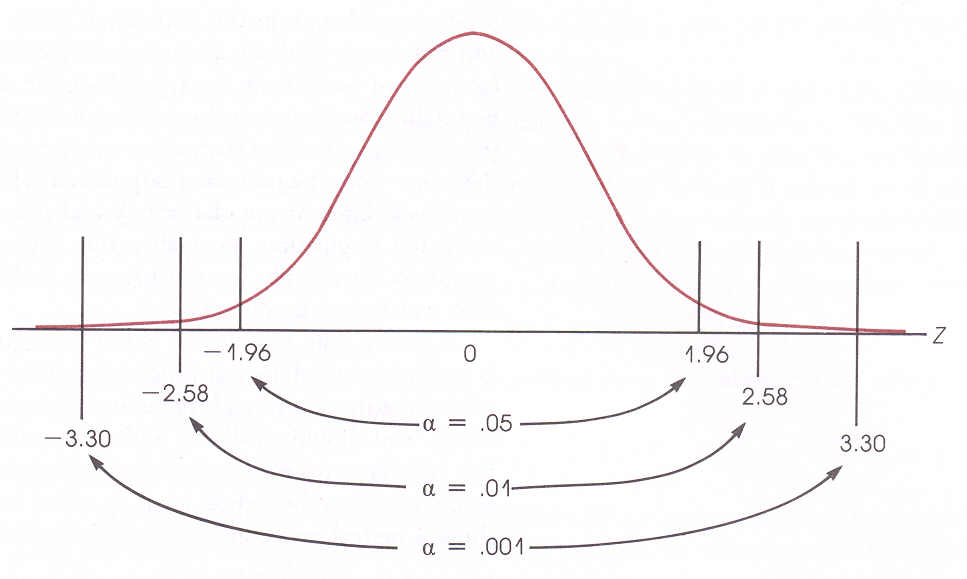 Z
−1.96 0 1.96
−2.58 2.58
α = .05
−3.30 3.30
α = .01
α = .001